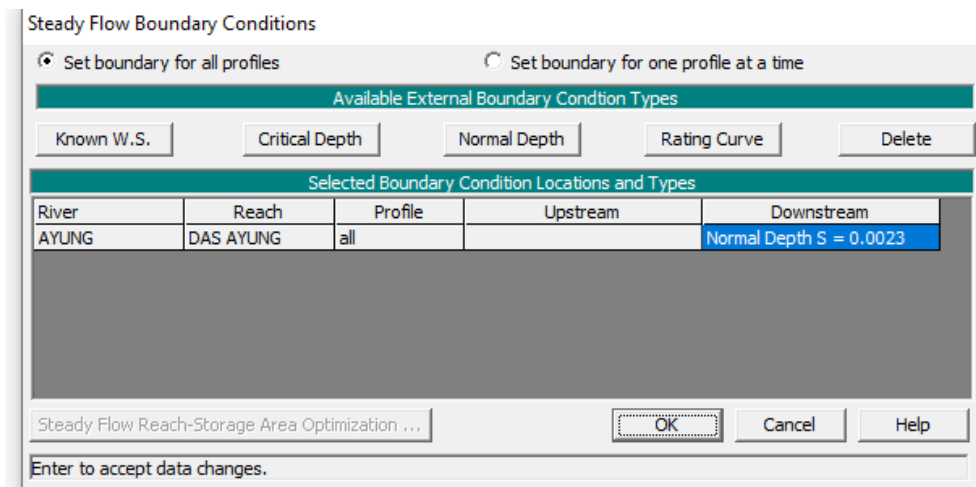 Steady Flow Boundary Conditions
Set boundary for all profiles Set boundary for one profile at a time
Available External Boundary Condtion Types
Known W.S. Critical Depth Normal Depth Rating Curve Delete
Selected Boundary Condition Locations and Types
River Reach Profile Upstream Downstream
AYUNG DAS AYUNG all Normal Depth S = 0.0023
Steady Flow Reach-Storage Area Optimization ... OK Cancel Help
Enter to accept data changes.